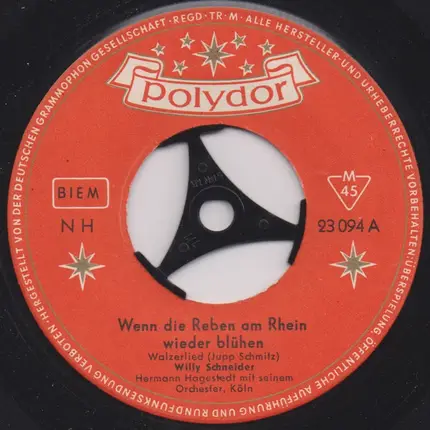 HERGESTELLT VON DER DEUTSCHEN GRAMMOPHON GESELLSCHAFT · REGD · TR · M · ALLE HERSTELLER- UND URHEBERRECHTE VORBEHALTEN · ÜBERSPIELUNG, ÖFFENTLICHE AUFFÜHRUNG UND RUNDFUNKSENDUNG VERBOTEN
Polydor
BIEM
M
45
NH
23 094 A
Wenn die Reben am Rhein
wieder blühen
Walzerlied (Jupp Schmitz)
Willy Schneider
Hermann Hagestedt mit seinem
Orchester, Köln